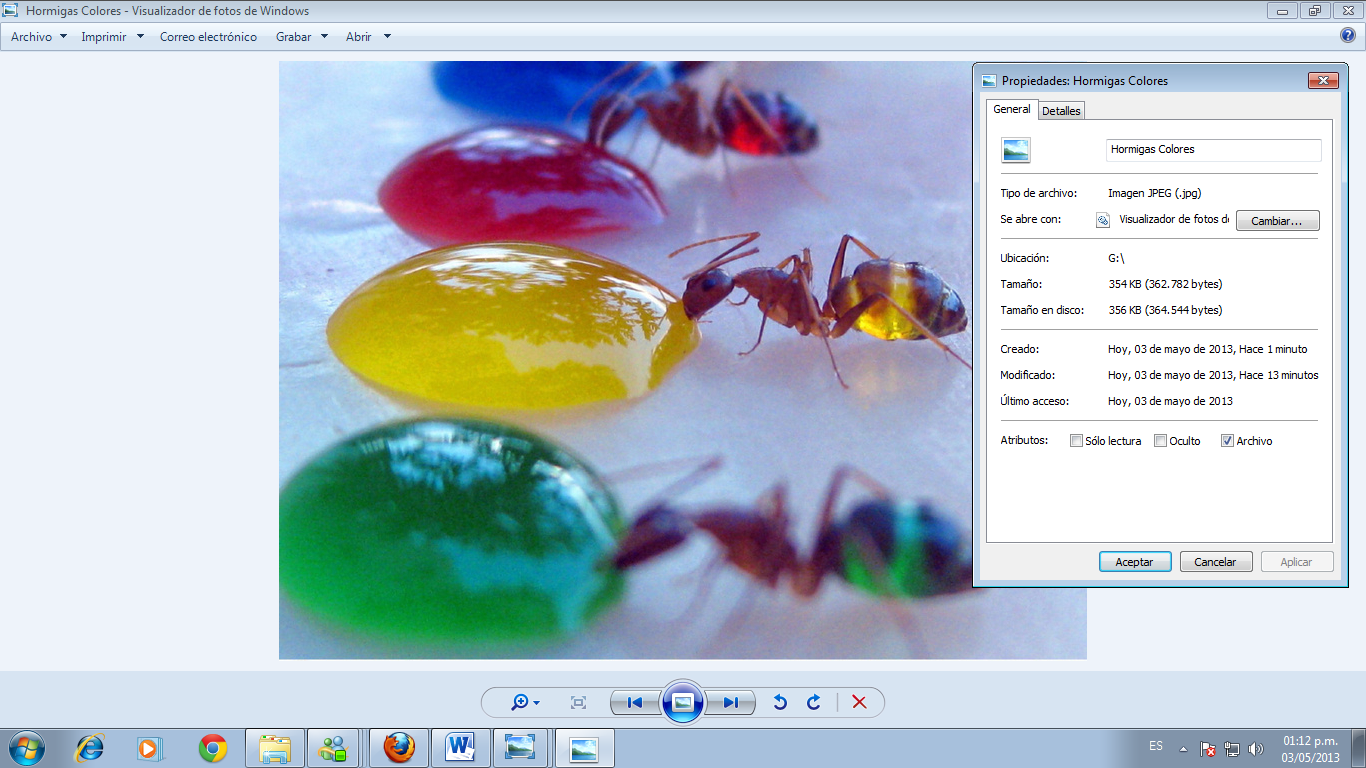 Hormigas Colores - Visualizador de fotos de Windows
Archivo Imprimir Correo electrónico Grabar Abrir
Propiedades: Hormigas Colores
General Detalles
Hormigas Colores
Tipo de archivo: Imagen JPEG (.jpg)
Se abre con: Visualizador de fotos de Cambiar...
Ubicación: G:\
Tamaño: 354 KB (362.782 bytes)
Tamaño en disco: 356 KB (364.544 bytes)
Creado: Hoy, 03 de mayo de 2013, Hace 1 minuto
Modificado: Hoy, 03 de mayo de 2013, Hace 13 minutos
Último acceso: Hoy, 03 de mayo de 2013
Atributos: Sólo lectura Oculto Archivo
Aceptar Cancelar Aplicar
ES 01:12 p.m.
03/05/2013